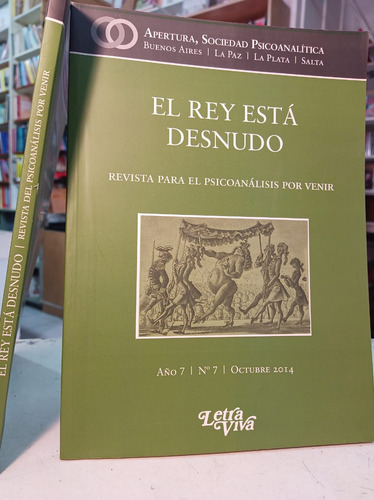 EL REY ESTÁ DESNUDO | REVISTA DEL PSICOANÁLISIS POR VENIR
APERTURA, SOCIEDAD PSICOANALÍTICA
BUENOS AIRES | LA PAZ | LA PLATA | SALTA
EL REY ESTÁ
DESNUDO
REVISTA PARA EL PSICOANÁLISIS POR VENIR
AÑO 7 | Nº 7 | OCTUBRE 2014
Letra
Viva